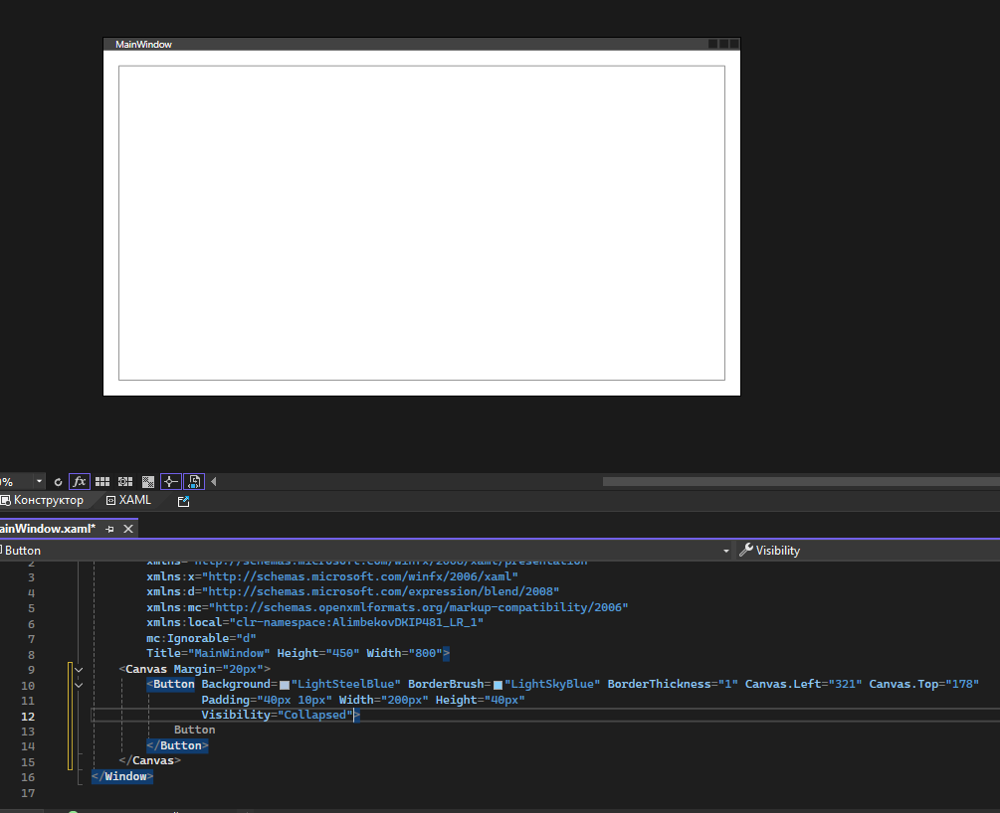 MainWindow
Конструктор XAML
ainWindow.xaml*
Button Visibility
2 xmlns="http://schemas.microsoft.com/winfx/2006/xaml/presentation"
3 xmlns:x="http://schemas.microsoft.com/winfx/2006/xaml"
4 xmlns:d="http://schemas.microsoft.com/expression/blend/2008"
5 xmlns:mc="http://schemas.openxmlformats.org/markup-compatibility/2006"
6 xmlns:local="clr-namespace:AlimbekovDKIP481_LR_1"
7 mc:Ignorable="d"
8 Title="MainWindow" Height="450" Width="800">
9 <Canvas Margin="20px">
10 <Button Background="LightSteelBlue" BorderBrush="LightSkyBlue" BorderThickness="1" Canvas.Left="321" Canvas.Top="178"
11 Padding="40px 10px" Width="200px" Height="40px"
12 Visibility="Collapsed">
13 Button
14 </Button>
15 </Canvas>
16 </Window>
17